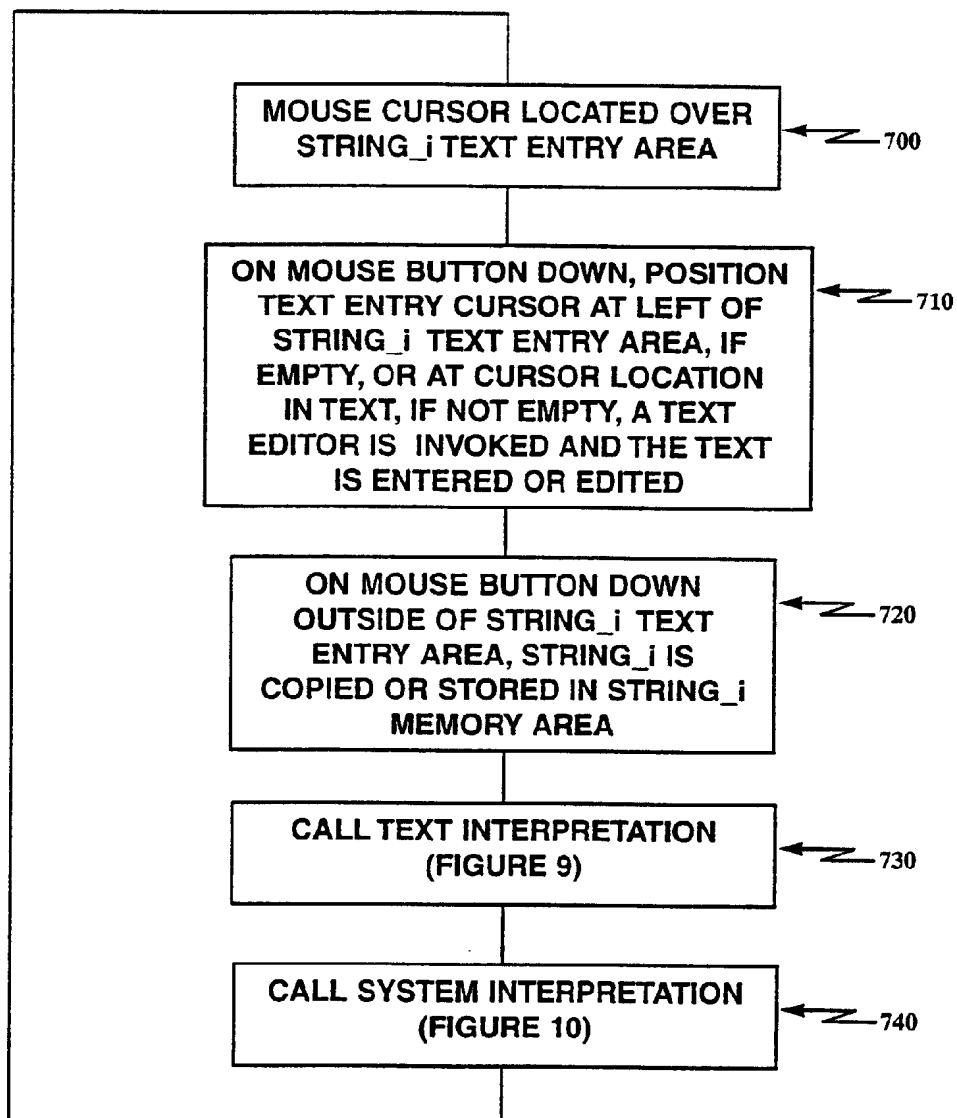 MOUSE CURSOR LOCATED OVER
STRING_i TEXT ENTRY AREA
700
ON MOUSE BUTTON DOWN, POSITION
TEXT ENTRY CURSOR AT LEFT OF
STRING_i TEXT ENTRY AREA, IF
EMPTY, OR AT CURSOR LOCATION
IN TEXT, IF NOT EMPTY, A TEXT
EDITOR IS INVOKED AND THE TEXT
IS ENTERED OR EDITED
710
ON MOUSE BUTTON DOWN
OUTSIDE OF STRING_i TEXT
ENTRY AREA, STRING_i IS
COPIED OR STORED IN STRING_i
MEMORY AREA
720
CALL TEXT INTERPRETATION
(FIGURE 9)
730
CALL SYSTEM INTERPRETATION
(FIGURE 10)
740